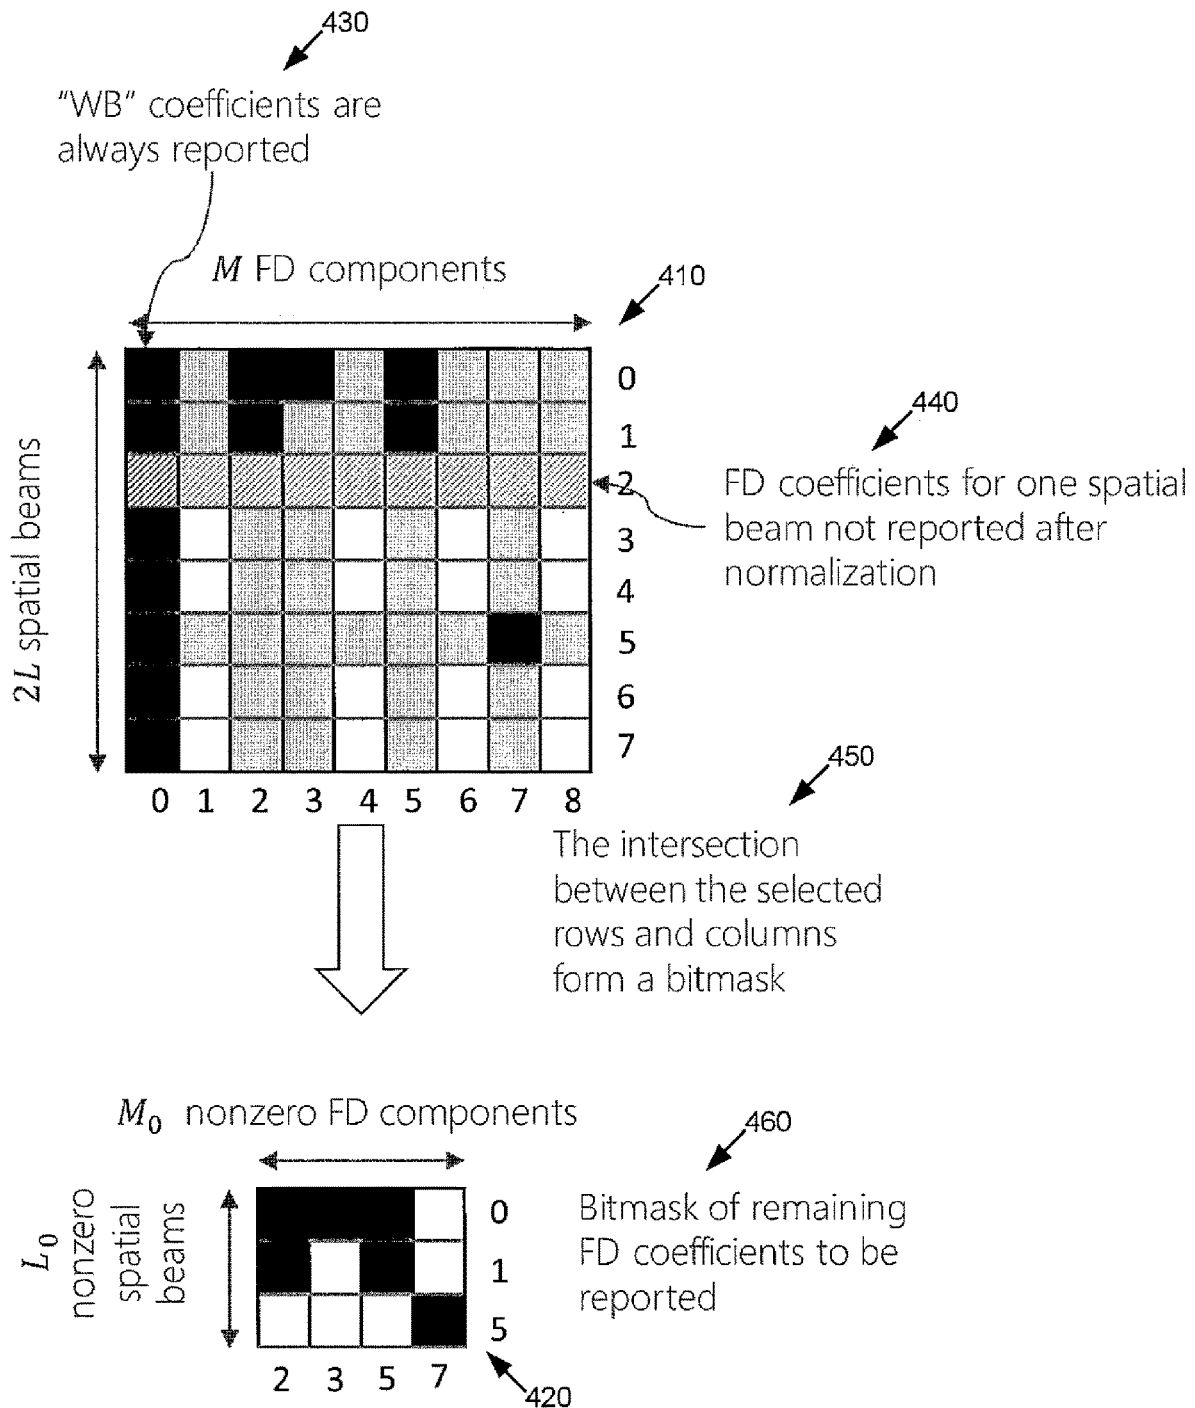 430
“WB” coefficients are
always reported
M FD components
410
2L spatial beams
0
1
2
3
4
5
6
7
440
FD coefficients for one spatial
beam not reported after
normalization
0 1 2 3 4 5 6 7 8
450
The intersection
between the selected
rows and columns
form a bitmask
M0 nonzero FD components
460
L0
nonzero
spatial
beams
0
1
5
Bitmask of remaining
FD coefficients to be
reported
2 3 5 7
420